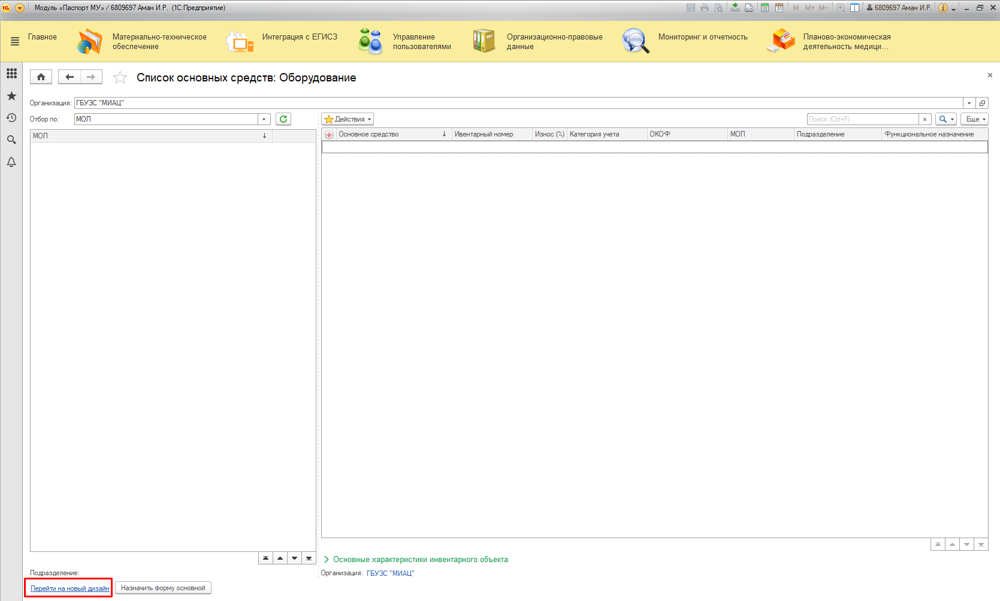 Модуль «Паспорт МУ» / 6809697 Аман И.Р. (1С:Предприятие)
M M+ M-
6809697 Аман И.Р.
Главное
Материально-техническое
обеспечение
Интеграция с ЕГИСЗ
Управление
пользователями
Организационно-правовые
данные
Мониторинг и отчетность
Планово-экономическая
деятельность медици...
Список основных средств: Оборудование
Организация: ГБУЗС "МИАЦ"
Отбор по: МОЛ
Действия
Поиск (Ctrl+F)
Еще
МОЛ
Основное средство Ивентарный номер Износ (%) Категория учета ОКОФ МОЛ Подразделение Функциональное назначение
Основные характеристики инвентарного объекта
Подразделение:
Организация: ГБУЗС "МИАЦ"
Перейти на новый дизайн
Назначить форму основной